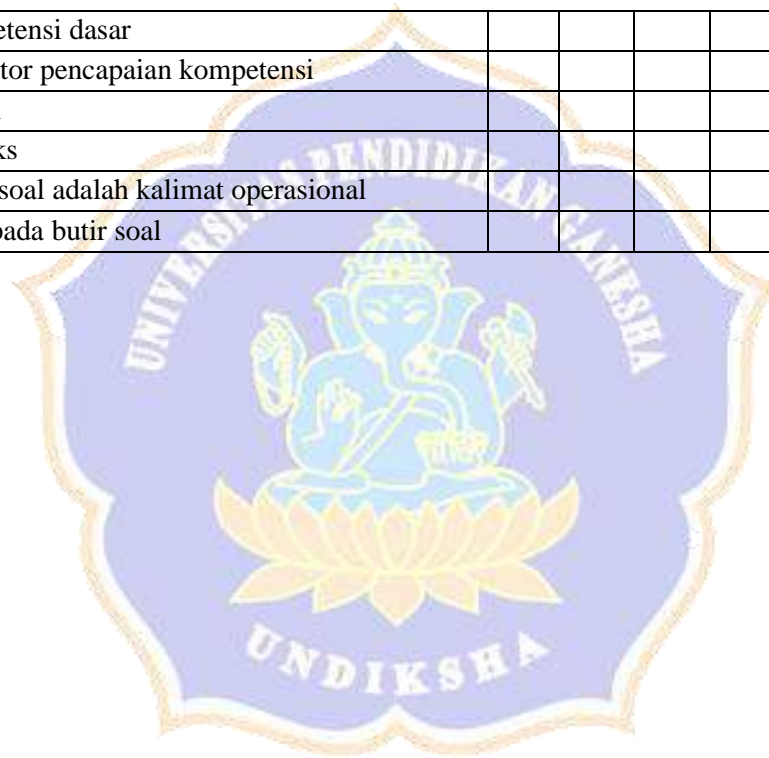 etensi dasar
tor pencapaian kompetensi
ks
soal adalah kalimat operasional
pada butir soal
UNIVERSITAS PENDIDIKAN GANESHA
UNDIKSHA